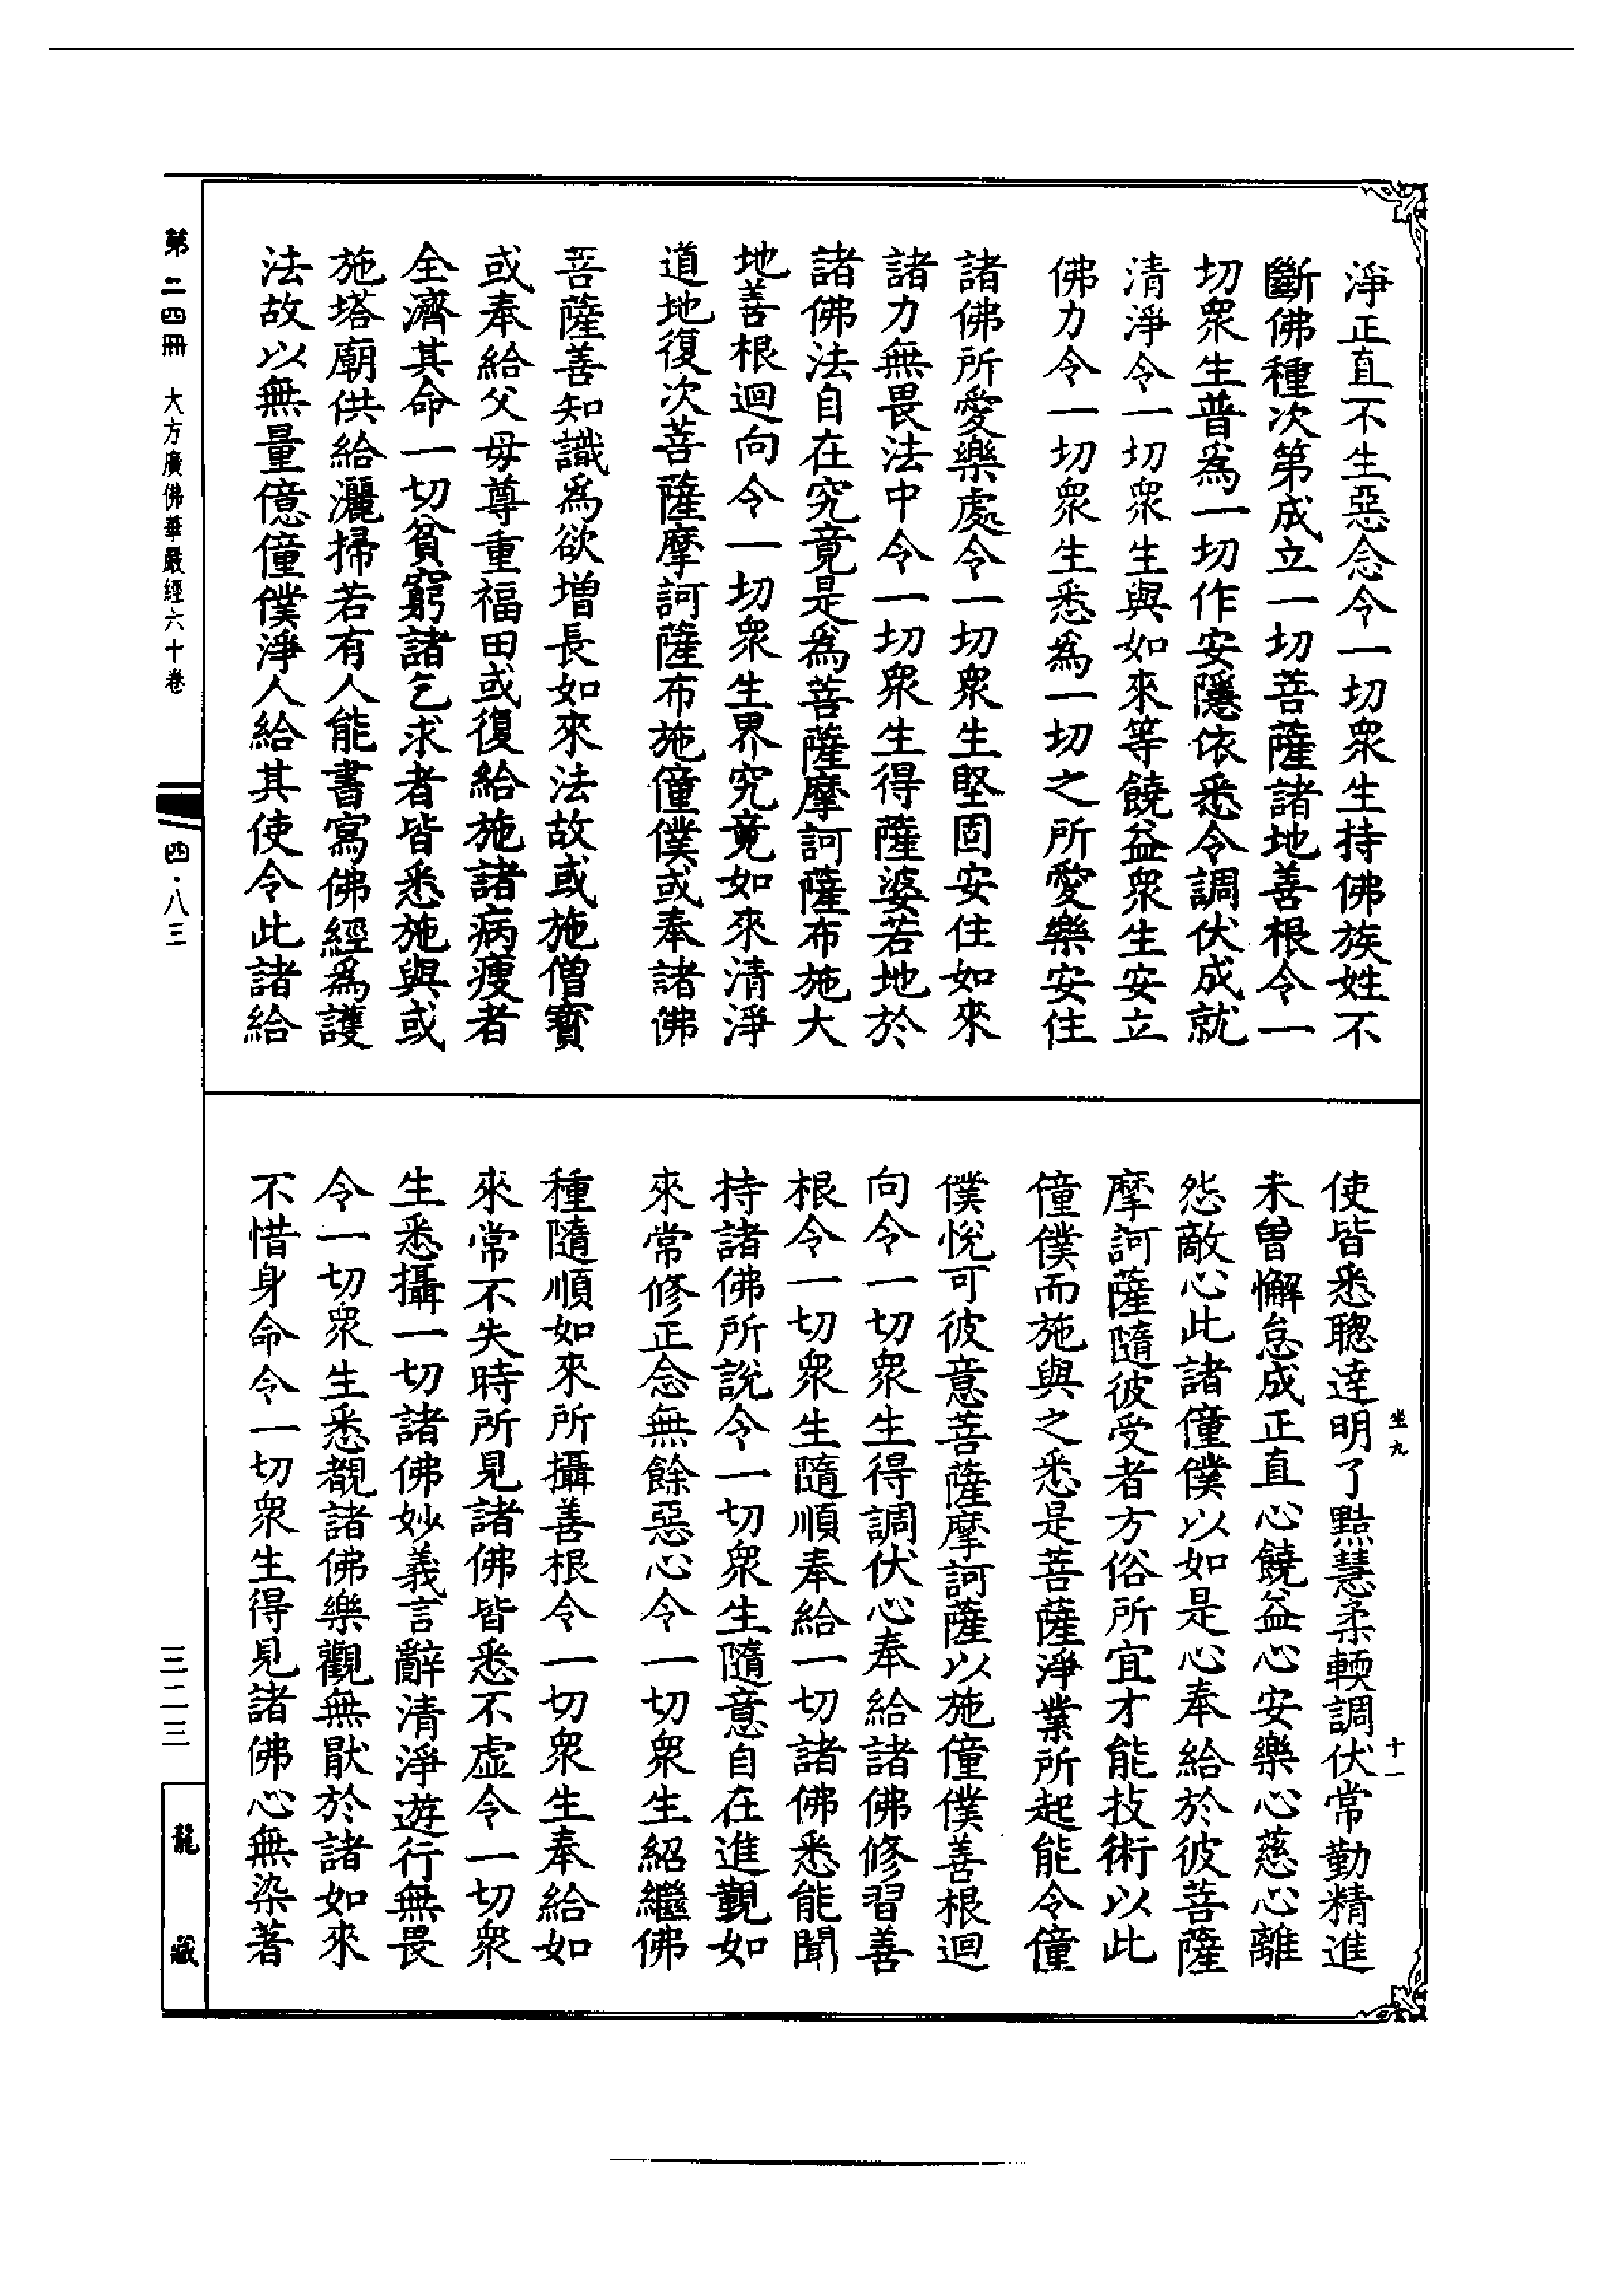 淨正直不生惡念令一切衆生持佛族姓不
斷佛種次第成立一切菩薩諸地善根令一
切衆生普爲一切作安隱依悉令調伏成就
清淨令一切衆生與如來等饒益衆生安立
佛力令一切衆生悉爲一切之所愛樂安住
諸佛所愛樂處令一切衆生堅固安住如來
諸力無畏法中令一切衆生得薩婆若地於
諸佛法自在究竟是爲菩薩摩訶薩布施大
地善根迴向令一切衆生界究竟如來清淨
道地復次菩薩摩訶薩布施僮僕或奉諸佛
菩薩善知識爲欲增長如來法故或施僧寳
或奉給父母尊重福田或復給施諸病瘦者
全濟其命一切貧窮諸乞求者皆悉施與或
施塔廟供給灑掃若有人能書寫佛經爲護
法故以無量億僮僕淨人給其使令此諸給
使皆悉聰達明了黠慧柔輭調伏常勤精進
未曽懈怠成正直心饒益心安樂心慈心離
怨敵心此諸僮僕以如是心奉給於彼菩薩
摩訶薩隨彼受者方俗所宜才能技術以此
僮僕而施與之悉是菩薩淨業所起能令僮
僕悅可彼意菩薩摩訶薩以施僮僕善根迴
向令一切衆生得調伏心奉給諸佛修習善
根令一切衆生隨順奉給一切諸佛悉能聞
持諸佛所說令一切衆生隨意自在進觀如
來常修正念無餘惡心令一切衆生紹繼佛
種隨順如來所攝善根令一切衆生奉給如
來常不失時所見諸佛皆悉不虛令一切衆
生悉攝一切諸佛妙義言辭清淨遊行無畏
令一切衆生悉覩諸佛樂觀無猒於諸如來
不惜身命令一切衆生得見諸佛心無染著
坐九
十一
第二四冊 大方廣佛華嚴經六十卷
四·八三
三二三
龍藏